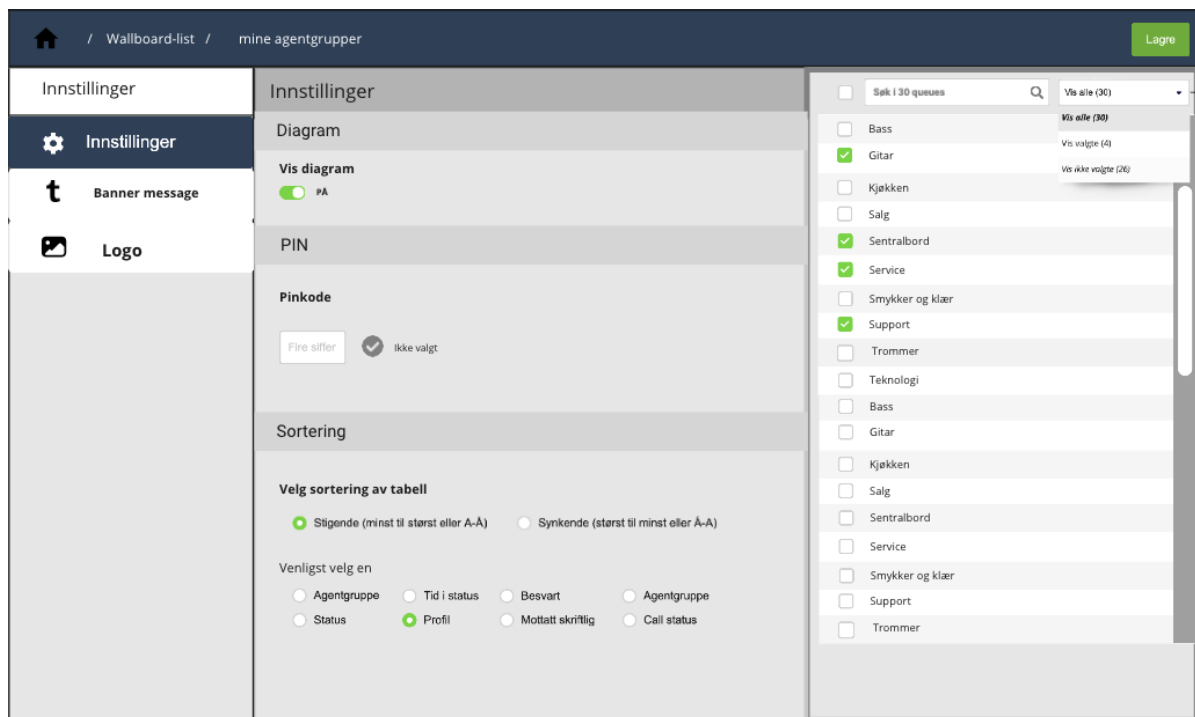 / Wallboard-list / mine agentgrupper
Lagre
Innstillinger
Innstillinger
t Banner message
Logo
Innstillinger
Diagram
Vis diagram
PÅ
PIN
Pinkode
Fire siffer Ikke valgt
Sortering
Velg sortering av tabell
Stigende (minst til størst eller A-Å) Synkende (størst til minst eller Å-A)
Venligst velg en
Agentgruppe Tid i status Besvart Agentgruppe
Status Profil Mottatt skriftlig Call status
Søk i 30 queues Vis alle (30)
Vis alle (30)
Vis valgte (4)
Vis ikke valgte (26)
Bass
Gitar
Kjøkken
Salg
Sentralbord
Service
Smykker og klær
Support
Trommer
Teknologi
Bass
Gitar
Kjøkken
Salg
Sentralbord
Service
Smykker og klær
Support
Trommer